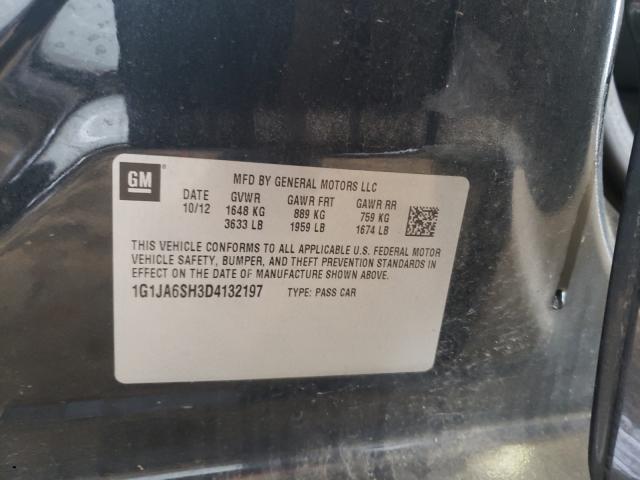 GM
MFD BY GENERAL MOTORS LLC
DATE GVWR GAWR FRT GAWR RR
10/12 1648 KG 889 KG 759 KG
3633 LB 1959 LB 1674 LB
THIS VEHICLE CONFORMS TO ALL APPLICABLE U.S. FEDERAL MOTOR
VEHICLE SAFETY, BUMPER, AND THEFT PREVENTION STANDARDS IN
EFFECT ON THE DATE OF MANUFACTURE SHOWN ABOVE.
1G1JA6SH3D4132197 TYPE: PASS CAR